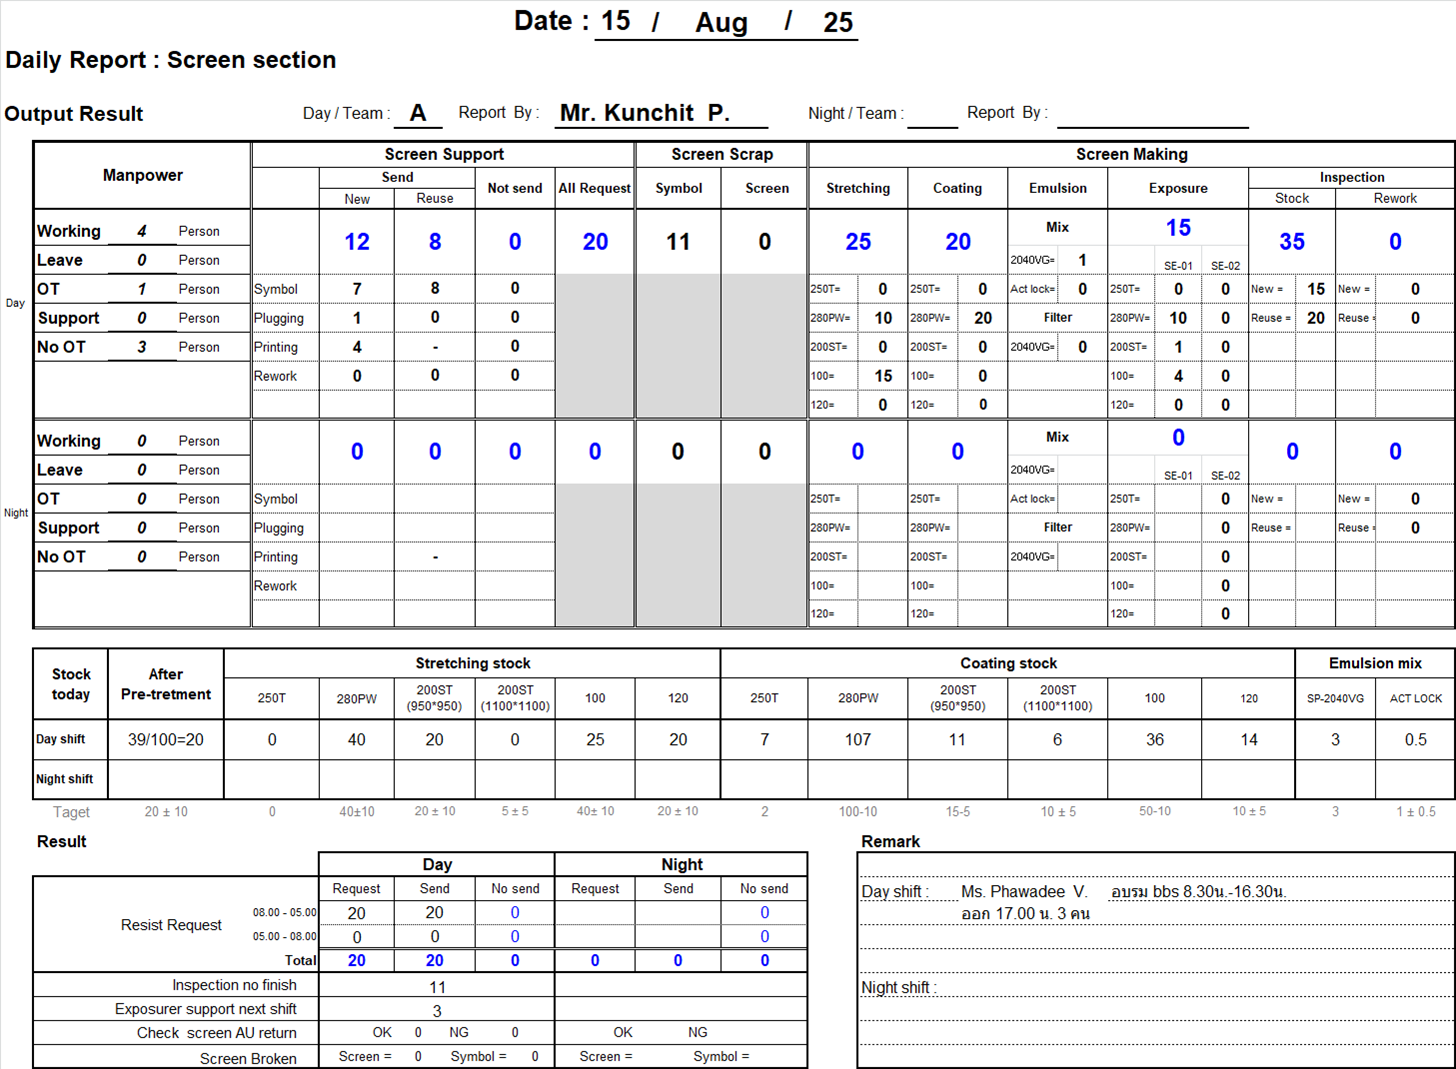 Date : 15 / Aug / 25
Daily Report : Screen section
Output Result Day / Team : A Report By : Mr. Kunchit P. Night / Team : Report By :
Manpower Screen Support Screen Scrap Screen Making
Send Not send All Request Symbol Screen Stretching Coating Emulsion Exposure Inspection
New Reuse Stock Rework
Day
Working 4 Person 12 8 0 20 11 0 25 20 Mix 15 35 0
Leave 0 Person 2040VG= 1 SE-01 SE-02
OT 1 Person Symbol 7 8 0 250T= 0 250T= 0 Act lock= 0 250T= 0 0 New = 15 New = 0
Support 0 Person Plugging 1 0 0 280PW= 10 280PW= 20 Filter 280PW= 10 0 Reuse = 20 Reuse = 0
No OT 3 Person Printing 4 - 0 200ST= 0 200ST= 0 2040VG= 0 200ST= 1 0
Rework 0 0 0 100= 15 100= 0 100= 4 0
120= 0 120= 0 120= 0 0
Night
Working 0 Person 0 0 0 0 0 0 0 0 Mix 0 0 0
Leave 0 Person 2040VG= SE-01 SE-02
OT 0 Person Symbol 250T= 250T= Act lock= 250T= 0 New = New = 0
Support 0 Person Plugging 280PW= 280PW= Filter 280PW= 0 Reuse = Reuse = 0
No OT 0 Person Printing - 200ST= 200ST= 2040VG= 200ST= 0
Rework 100= 100= 100= 0
120= 120= 120= 0
Stock today After Pre-tretment Stretching stock Coating stock Emulsion mix
250T 280PW 200ST (950*950) 200ST (1100*1100) 100 120 250T 280PW 200ST (950*950) 200ST (1100*1100) 100 120 SP-2040VG ACT LOCK
Day shift 39/100=20 0 40 20 0 25 20 7 107 11 6 36 14 3 0.5
Night shift
Taget 20 ± 10 0 40±10 20 ± 10 5 ± 5 40± 10 20 ± 10 2 100-10 15-5 10 ± 5 50-10 10 ± 5 3 1 ± 0.5
Result Remark
Day Night
Request Send No send Request Send No send
Resist Request 08.00 - 05.00 20 20 0 0
05.00 - 08.00 0 0 0 0
Total 20 20 0 0 0 0
Inspection no finish 11
Exposurer support next shift 3
Check screen AU return OK 0 NG 0 OK NG
Screen Broken Screen = 0 Symbol = 0 Screen = Symbol =
Day shift : Ms. Phawadee V. อบรม bbs 8.30น.-16.30น.
ออก 17.00 น. 3 คน
Night shift :